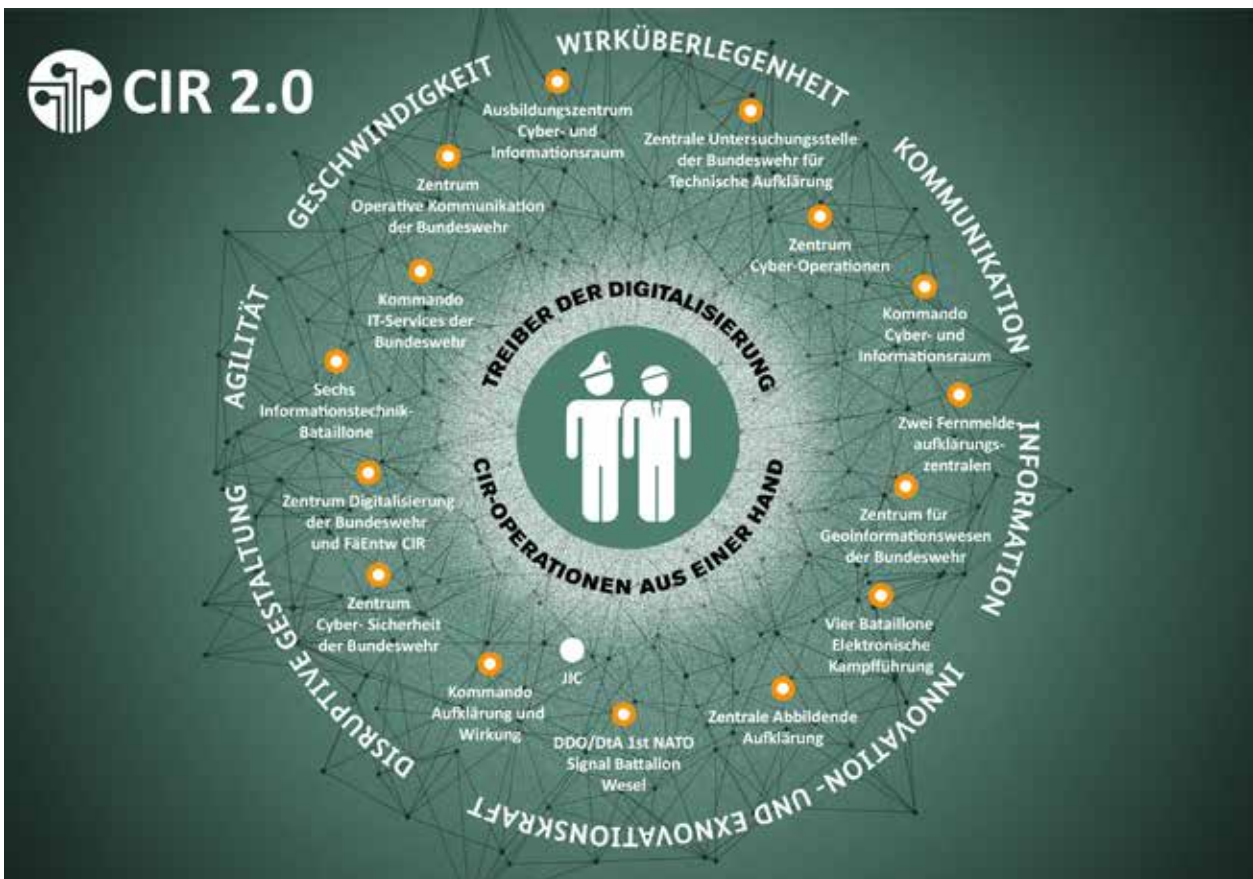 CIR 2.0
WIRKÜBERLEGENHEIT
KOMMUNIKATION
INFORMATION
INNOVATION- UND EXNOVATIONSKRAFT
DISRUPTIVE GESTALTUNG
AGILITÄT
GESCHWINDIGKEIT
Ausbildungszentrum
Cyber- und
Informationsraum
Zentrale Untersuchungsstelle
der Bundeswehr für
Technische Aufklärung
Zentrum
Cyber-Operationen
Kommando
Cyber- und
Informationsraum
Zwei Fernmelde-
aufklärungs-
zentralen
Zentrum für
Geoinformationswesen
der Bundeswehr
Vier Bataillone
Elektronische
Kampfführung
Zentrale Abbildende
Aufklärung
DDO/DtA 1st NATO
Signal Battalion
Wesel
JIC
Kommando
Aufklärung und
Wirkung
Zentrum
Cyber- Sicherheit
der Bundeswehr
Zentrum Digitalisierung
der Bundeswehr
und FäEntw CIR
Sechs
Informationstechnik-
Bataillone
Kommando
IT-Services der
Bundeswehr
Zentrum
Operative Kommunikation
der Bundeswehr
TREIBER DER DIGITALISIERUNG
CIR-OPERATIONEN AUS EINER HAND